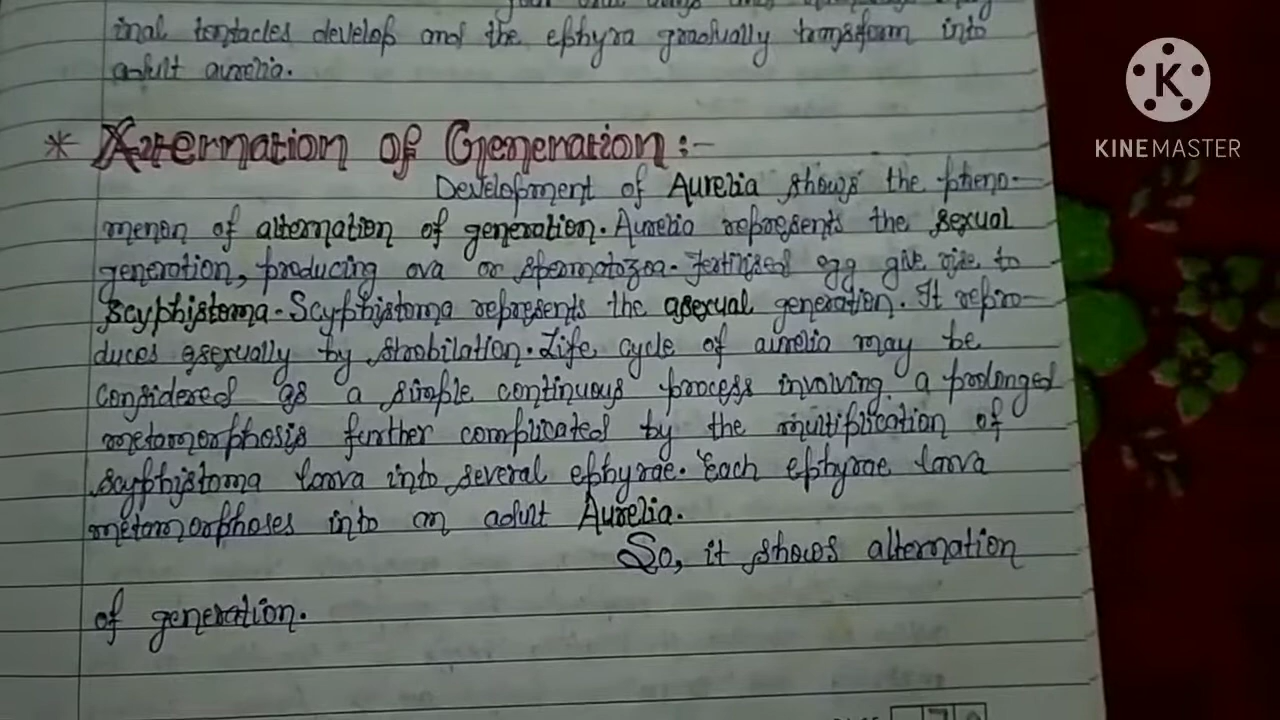 inal tentacles develop and the ephyra gradually transform into
adult aurelia.
* Alternation of Generation :-
Development of Aurelia shows the pheno-
menon of alternation of generation. Aurelia represents the sexual
generation, producing ova or spermatozoa. Fertilised egg give rise to
Scyphistoma. Scyphistoma represents the asexual generation. It repro-
duces asexually by strobilation. Life cycle of aurelia may be
considered as a simple continuous process involving a prolonged
metamorphosis further complicated by the multiplication of
scyphistoma larva into several ephyrae. Each ephyrae larva
metamorphoses into an adult Aurelia.
So, it shows alternation
of generation.
K
KINEMASTER